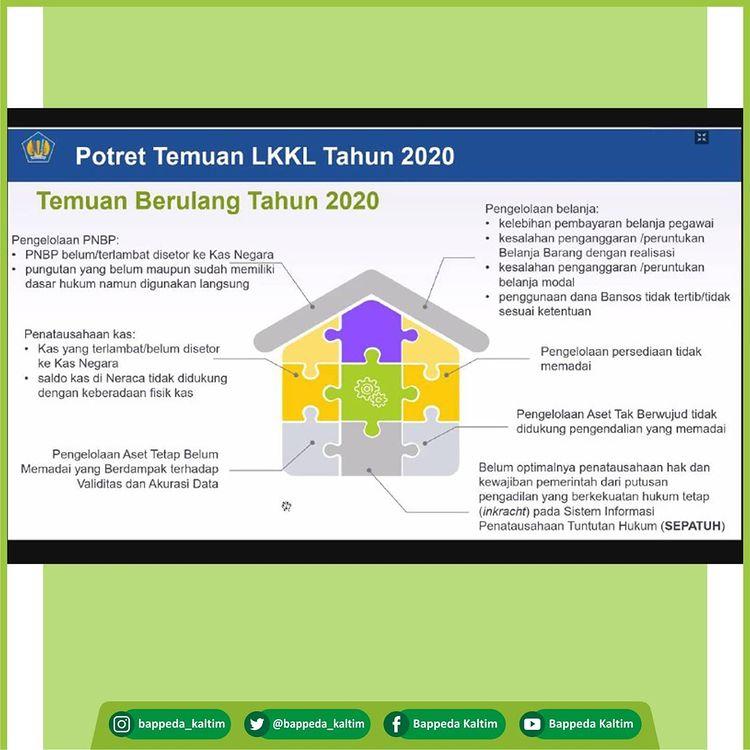 Potret Temuan LKKL Tahun 2020
Temuan Berulang Tahun 2020
Pengelolaan PNBP:
• PNBP belum/terlambat disetor ke Kas Negara
• pungutan yang belum maupun sudah memiliki
dasar hukum namun digunakan langsung
Penatausahaan kas:
• Kas yang terlambat/belum disetor
ke Kas Negara
• saldo kas di Neraca tidak didukung
dengan keberadaan fisik kas
Pengelolaan Aset Tetap Belum
Memadai yang Berdampak terhadap
Validitas dan Akurasi Data
Pengelolaan belanja:
• kelebihan pembayaran belanja pegawai
• kesalahan penganggaran /peruntukan
Belanja Barang dengan realisasi
• kesalahan penganggaran /peruntukan
belanja modal
• penggunaan dana Bansos tidak tertib/tidak
sesuai ketentuan
Pengelolaan persediaan tidak
memadai
Pengelolaan Aset Tak Berwujud tidak
didukung pengendalian yang memadai
Belum optimalnya penatausahaan hak dan
kewajiban pemerintah dari putusan
pengadilan yang berkekuatan hukum tetap
(inkracht) pada Sistem Informasi
Penatausahaan Tuntutan Hukum (SEPATUH)
bappeda_kaltim
@bappeda_kaltim
Bappeda Kaltim
Bappeda Kaltim